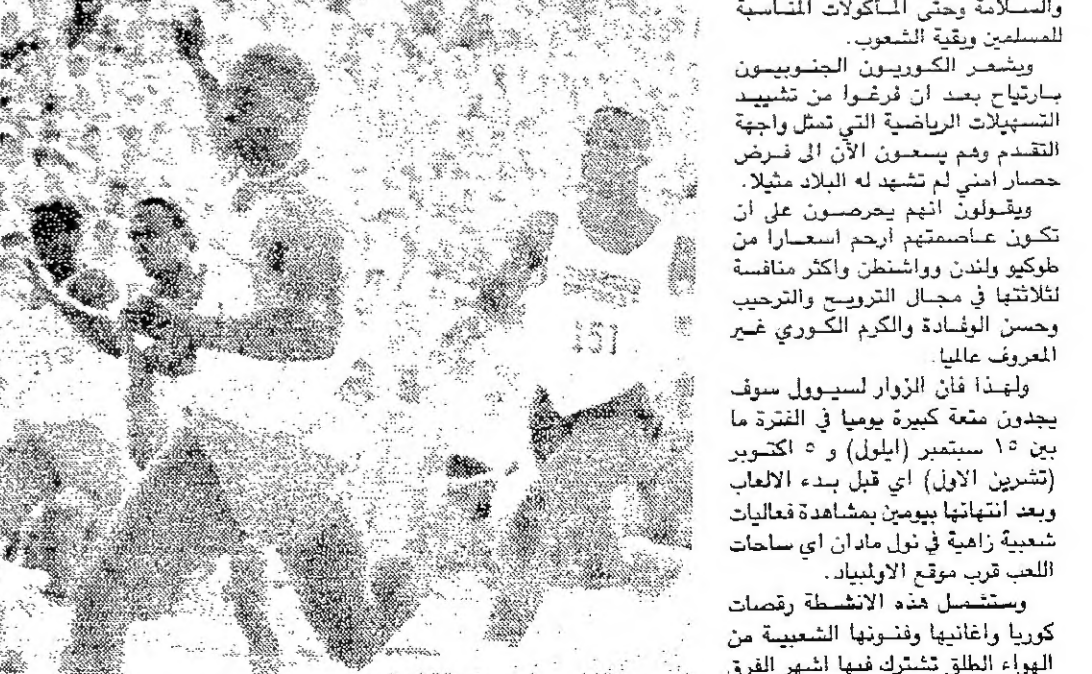 والسلامة وحتى المأكولات المناسبة
للمسلمين وبقية الشعوب.
ويشعر الكوريون الجنوبيون
بارتياح بعد ان فرغوا من تشييد
التسهيلات الرياضية التي تمثل واجهة
التقدم وهم يسعون الآن الى فرض
حصار امني لم تشهد له البلاد مثيلا.
ويقولون انهم يحرصون على ان
تكون عاصمتهم ارحم اسعارا من
طوكيو ولندن وواشنطن واكثر منافسة
لثلاثتها في مجال الترويح والترحيب
وحسن الوفادة والكرم الكوري غير
المعروف عالميا.
ولهذا فان الزوار لسيوول سوف
يجدون متعة كبيرة يوميا في الفترة ما
بين ١٥ سبتمبر (ايلول) و ٥ اكتوبر
(تشرين الاول) اي قبل بدء الالعاب
وبعد انتهائها بيومين بمشاهدة فعاليات
شعبية زاهية في نول مادان اي ساحات
اللعب قرب موقع الاولمبياد.
وستشمل هذه الانشطة رقصات
كوريا واغانيها وفنونها الشعبية من
الهواء الطلق تشترك فيها اشهر الفرق